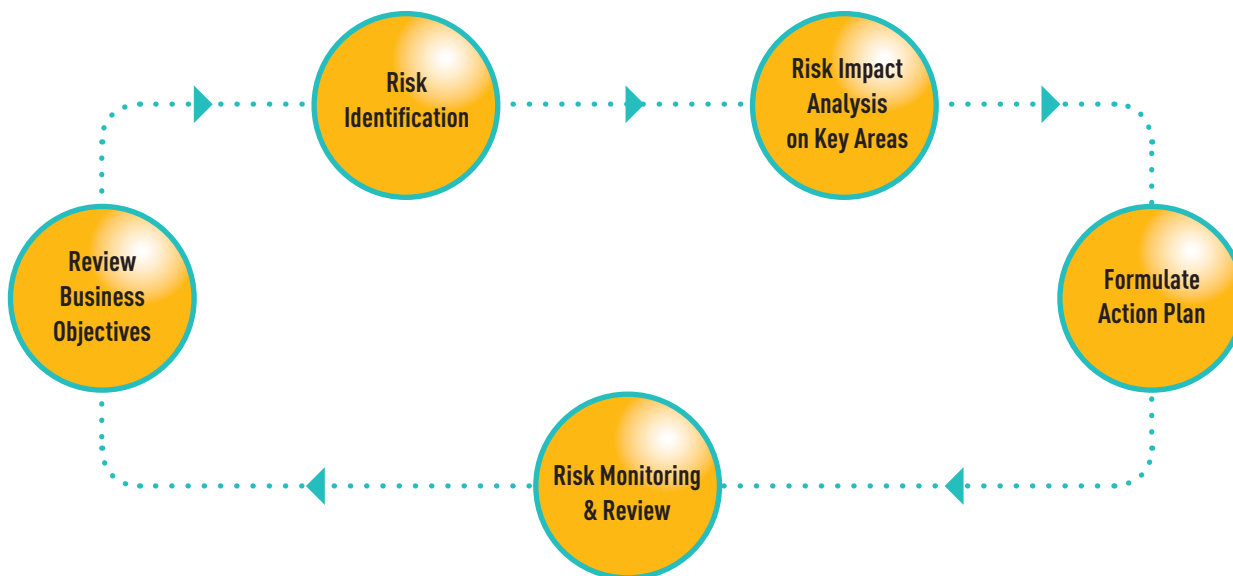 Risk
Identification
Risk Impact
Analysis
on Key Areas
Review
Business
Objectives
Formulate
Action Plan
Risk Monitoring
& Review